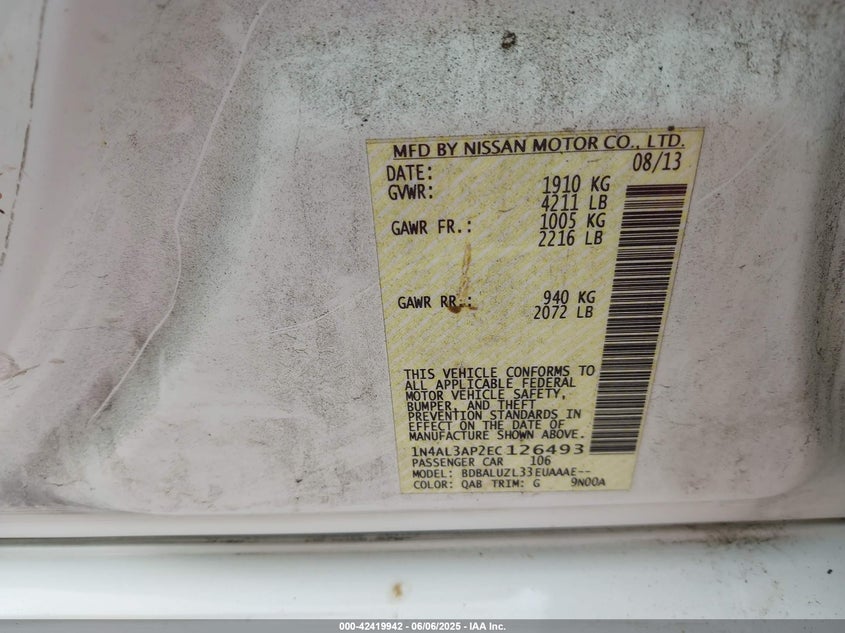 MFD BY NISSAN MOTOR CO., LTD.
DATE: 08/13
GVWR: 1910 KG
4211 LB
GAWR FR.: 1005 KG
2216 LB
GAWR RR.: 940 KG
2072 LB
THIS VEHICLE CONFORMS TO
ALL APPLICABLE FEDERAL
MOTOR VEHICLE SAFETY,
BUMPER, AND THEFT
PREVENTION STANDARDS IN
EFFECT ON THE DATE OF
MANUFACTURE SHOWN ABOVE.
1N4AL3AP2EC126493
PASSENGER CAR 106
MODEL: BDBALUZL33EUAAAE--
COLOR: QAB TRIM: G 9N00A
000-42419942 - 06/06/2025 - IAA Inc.